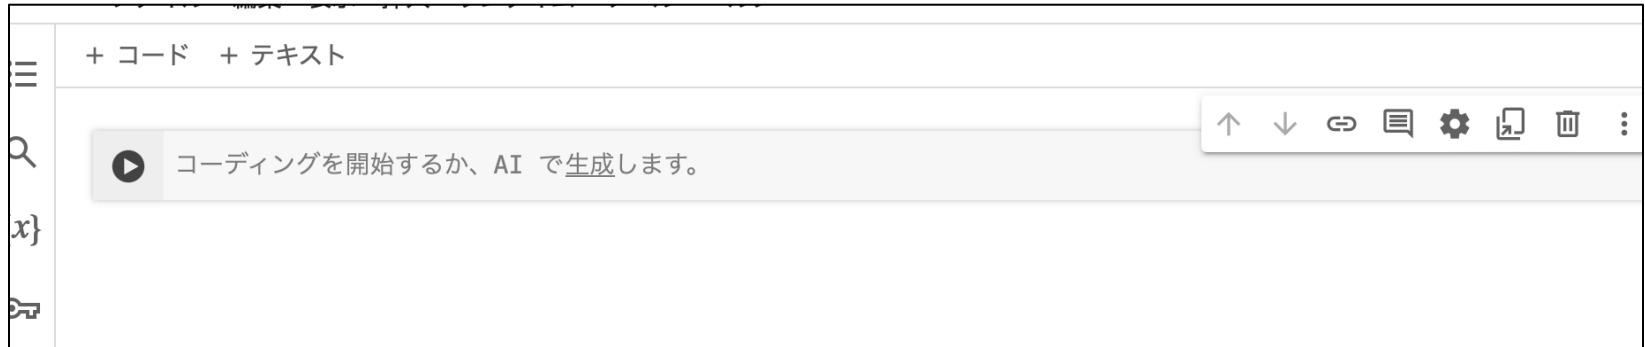 + コード + テキスト
コーディングを開始するか、AI で生成します。
{x}